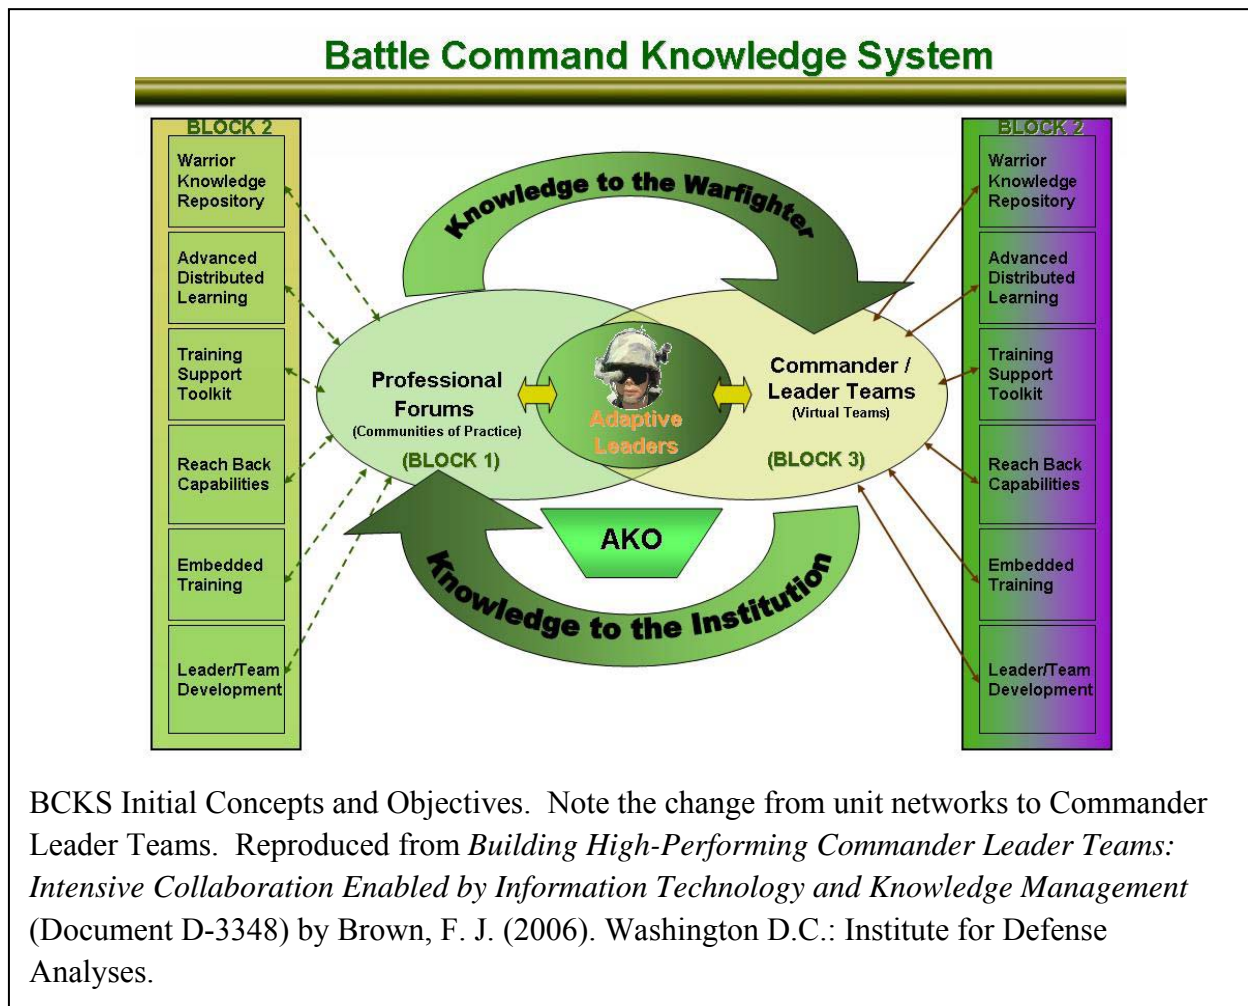 Battle Command Knowledge System
BLOCK 2
Warrior
Knowledge
Repository
Advanced
Distributed
Learning
Training
Support
Toolkit
Reach Back
Capabilities
Embedded
Training
Leader/Team
Development
Knowledge to the Warfighter
Professional
Forums
(Communities of Practice)
(BLOCK 1)
Adaptive
Leaders
Commander /
Leader Teams
(Virtual Teams)
(BLOCK 3)
AKO
Knowledge to the Institution
BLOCK 2
Warrior
Knowledge
Repository
Advanced
Distributed
Learning
Training
Support
Toolkit
Reach Back
Capabilities
Embedded
Training
Leader/Team
Development
BCKS Initial Concepts and Objectives.  Note the change from unit networks to Commander
Leader Teams.  Reproduced from Building High-Performing Commander Leader Teams:
Intensive Collaboration Enabled by Information Technology and Knowledge Management
(Document D-3348) by Brown, F. J. (2006). Washington D.C.: Institute for Defense
Analyses.